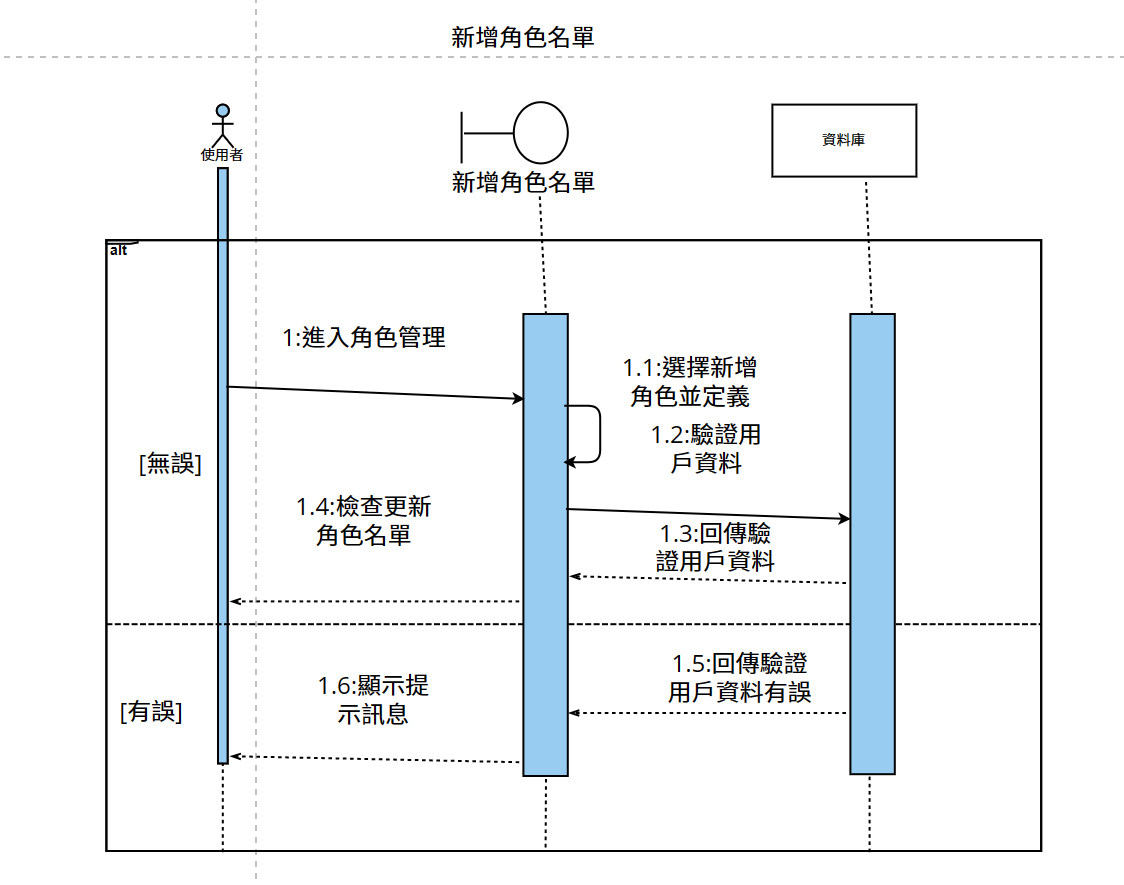 新增角色名單
使用者
新增角色名單
資料庫
alt
1:進入角色管理
1.1:選擇新增
角色並定義
1.2:驗證用
戶資料
[無誤]
1.4:檢查更新
角色名單
1.3:回傳驗
證用戶資料
1.5:回傳驗證
用戶資料有誤
1.6:顯示提
示訊息
[有誤]